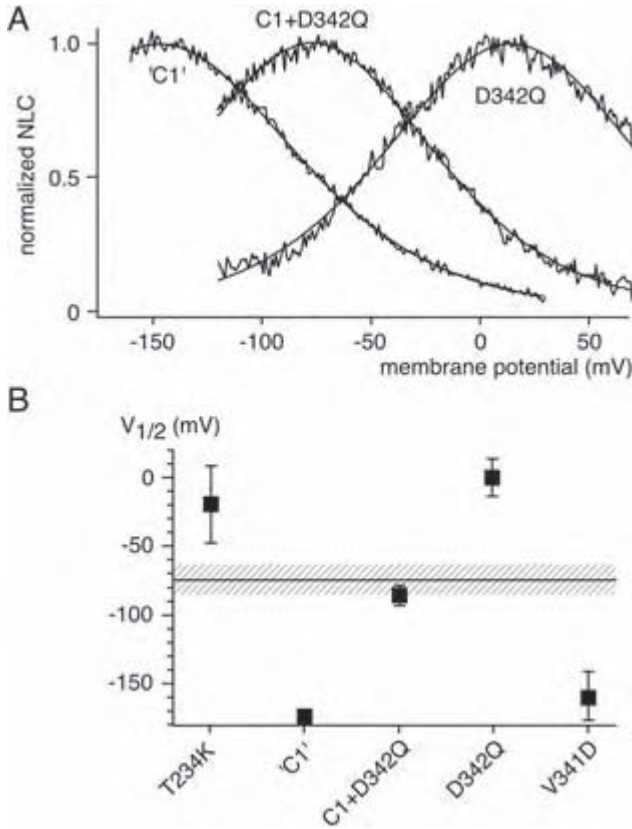 A
C1+D342Q
1.0
'C1'
D342Q
normalized NLC
0.5
0
-150 -100 -50 0 50
membrane potential (mV)
B
V1/2 (mV)
0
-50
-100
-150
T234K 'C1' C1+D342Q D342Q V341D